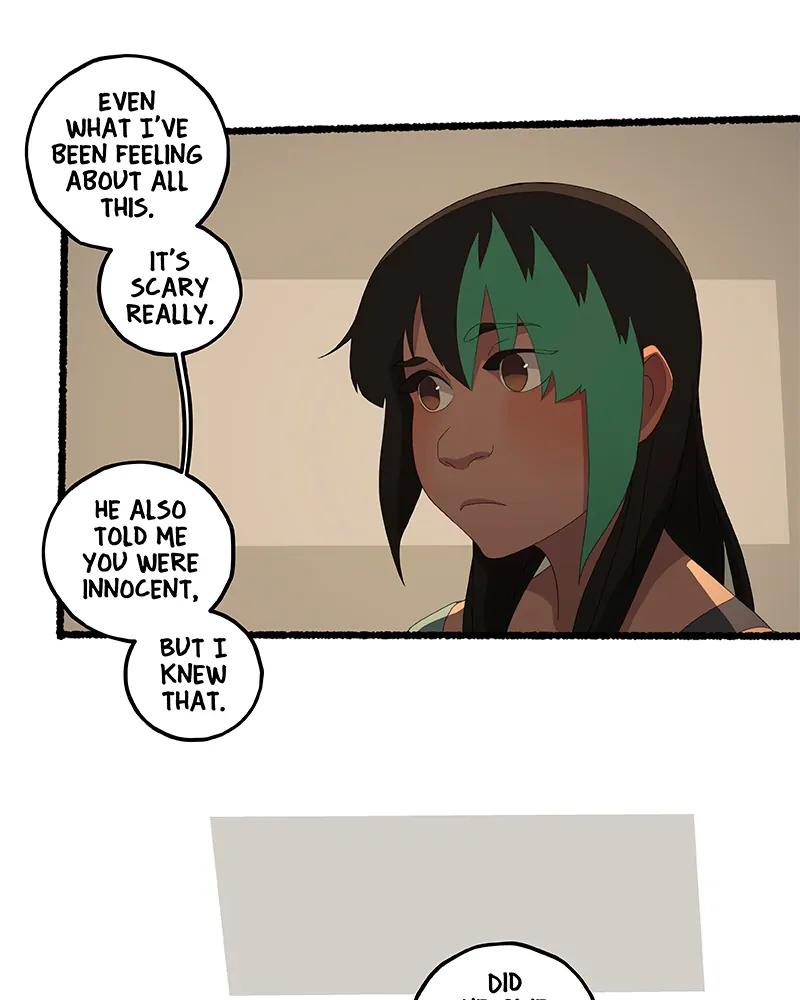 EVEN
WHAT I'VE
BEEN FEELING
ABOUT ALL
THIS.
IT'S
SCARY
REALLY.
HE ALSO
TOLD ME
YOU WERE
INNOCENT,
BUT I
KNEW
THAT.
DID